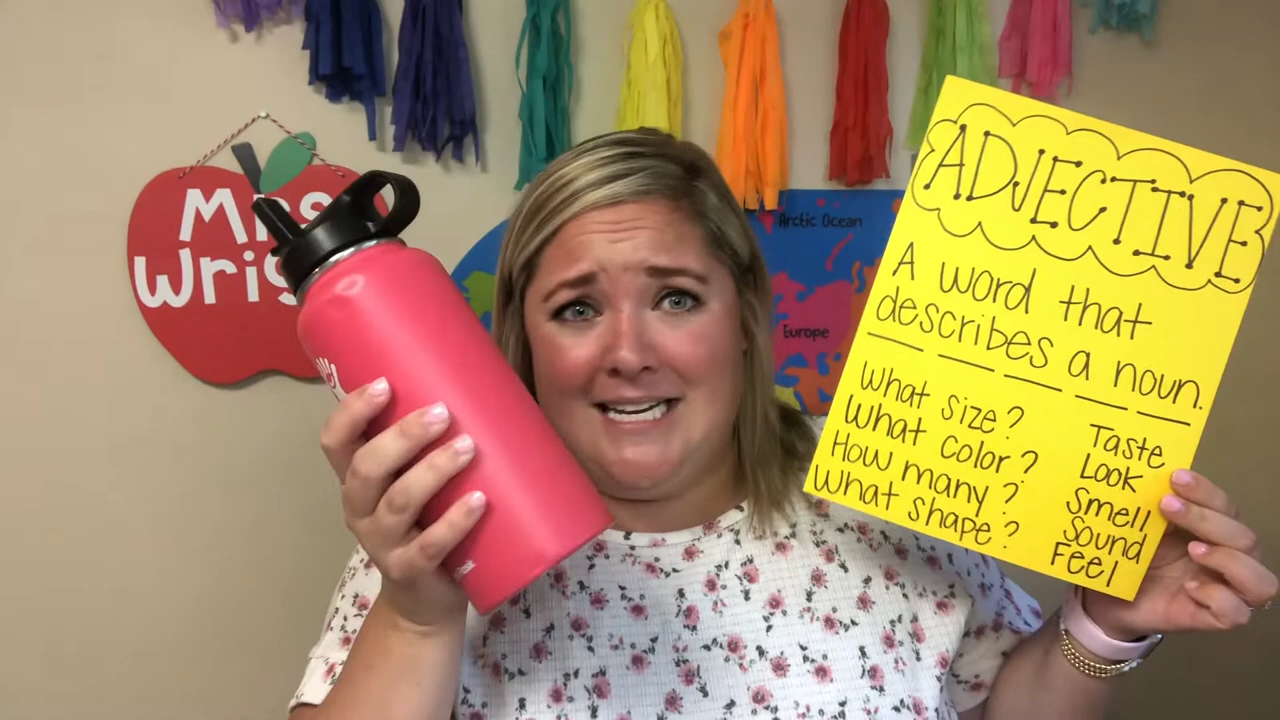 Mrs
Arctic Ocean
Europe
ADJECTIVE
A word that
describes a noun.
What size?
What color?
How many?
What shape?
Taste
Look
Smell
Sound
Feel